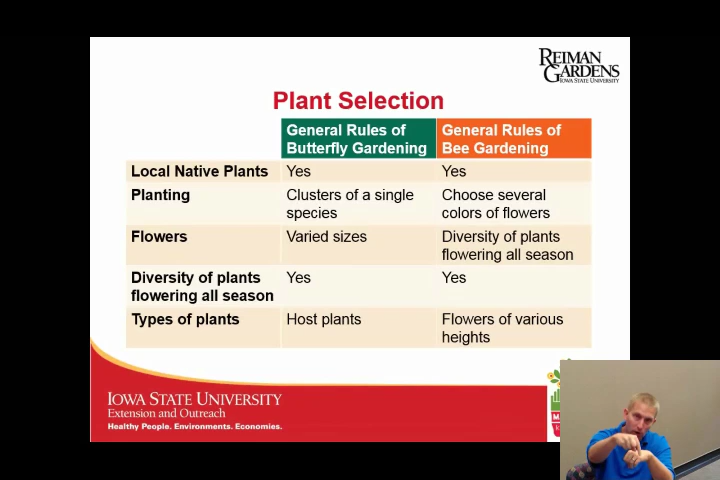 REIMAN
GARDENS
IOWA STATE UNIVERSITY
Plant Selection
General Rules of Butterfly Gardening
General Rules of Bee Gardening
Local Native Plants Yes Yes
Planting Clusters of a single species Choose several colors of flowers
Flowers Varied sizes Diversity of plants flowering all season
Diversity of plants flowering all season Yes Yes
Types of plants Host plants Flowers of various heights
IOWA STATE UNIVERSITY
Extension and Outreach
Healthy People. Environments. Economies.